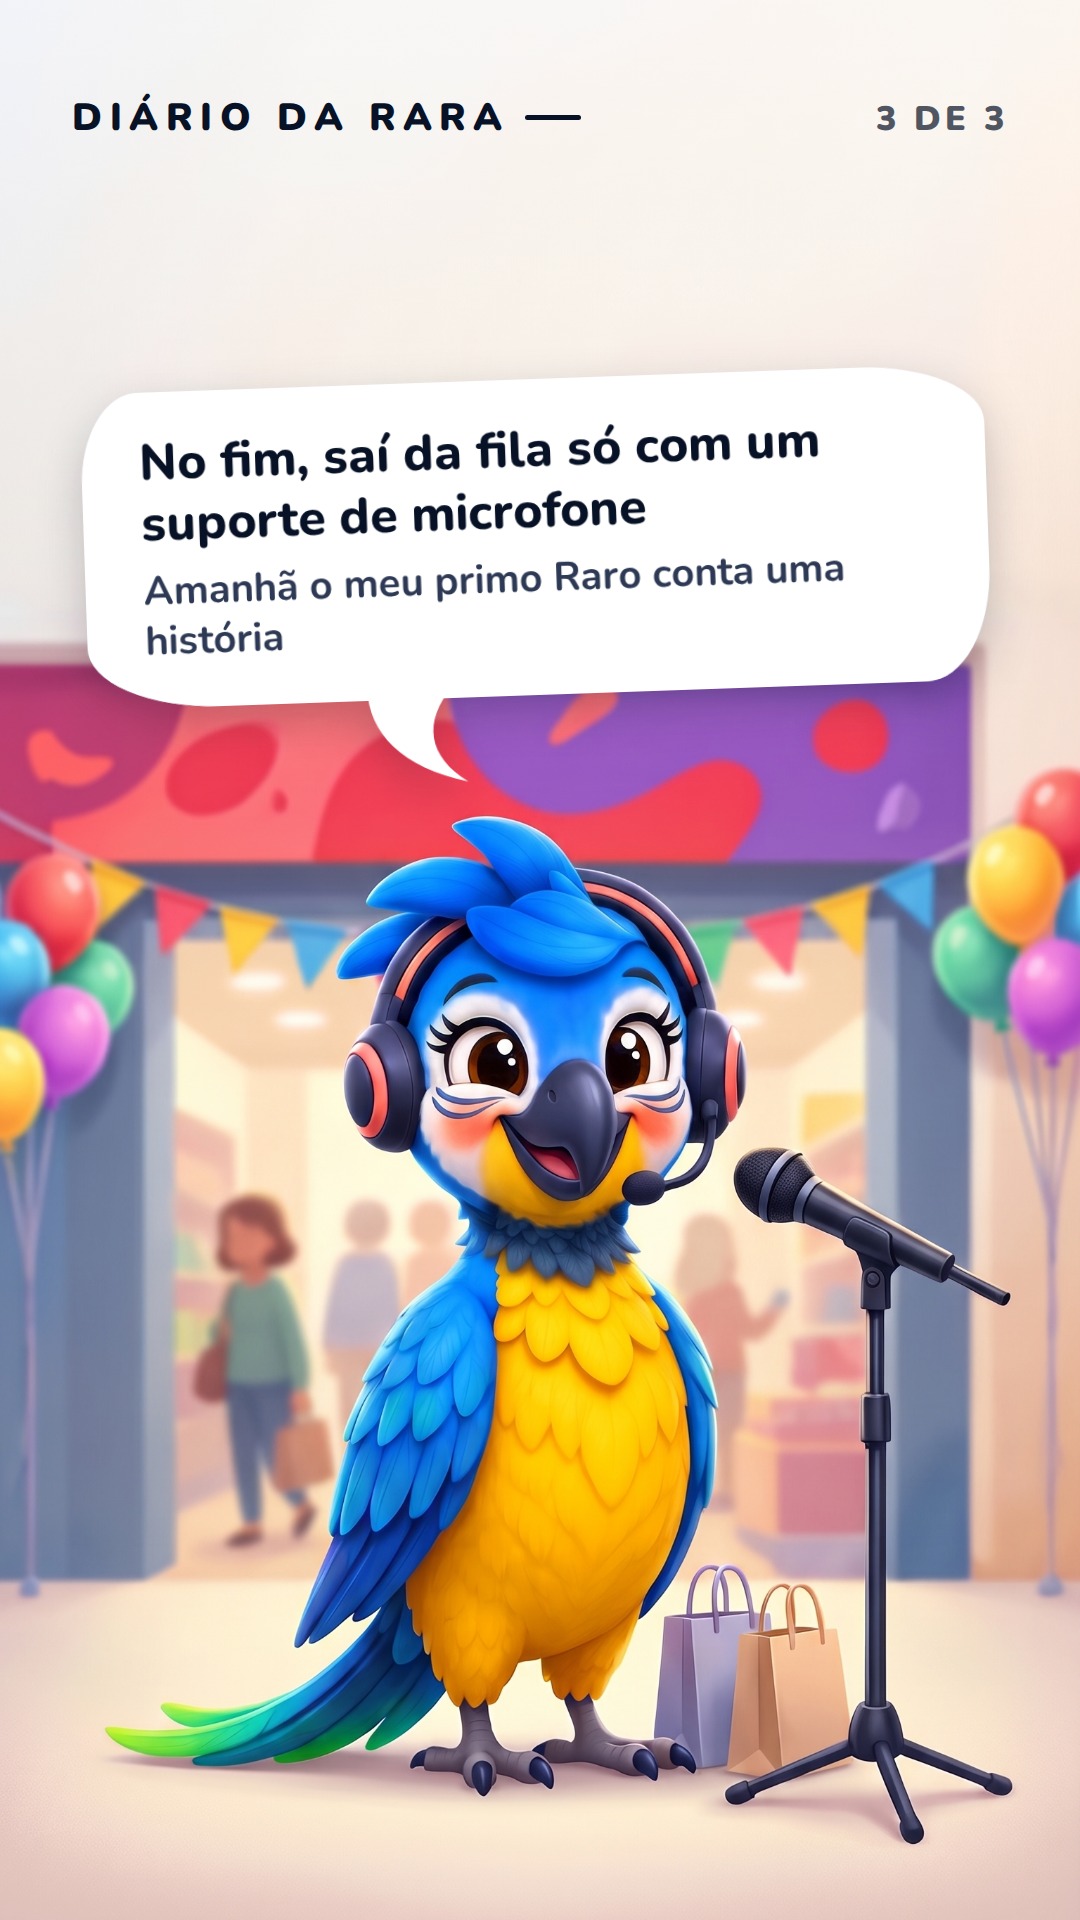 DIÁRIO DA RARA —
3 DE 3
No fim, saí da fila só com um
suporte de microfone
Amanhã o meu primo Raro conta uma
história